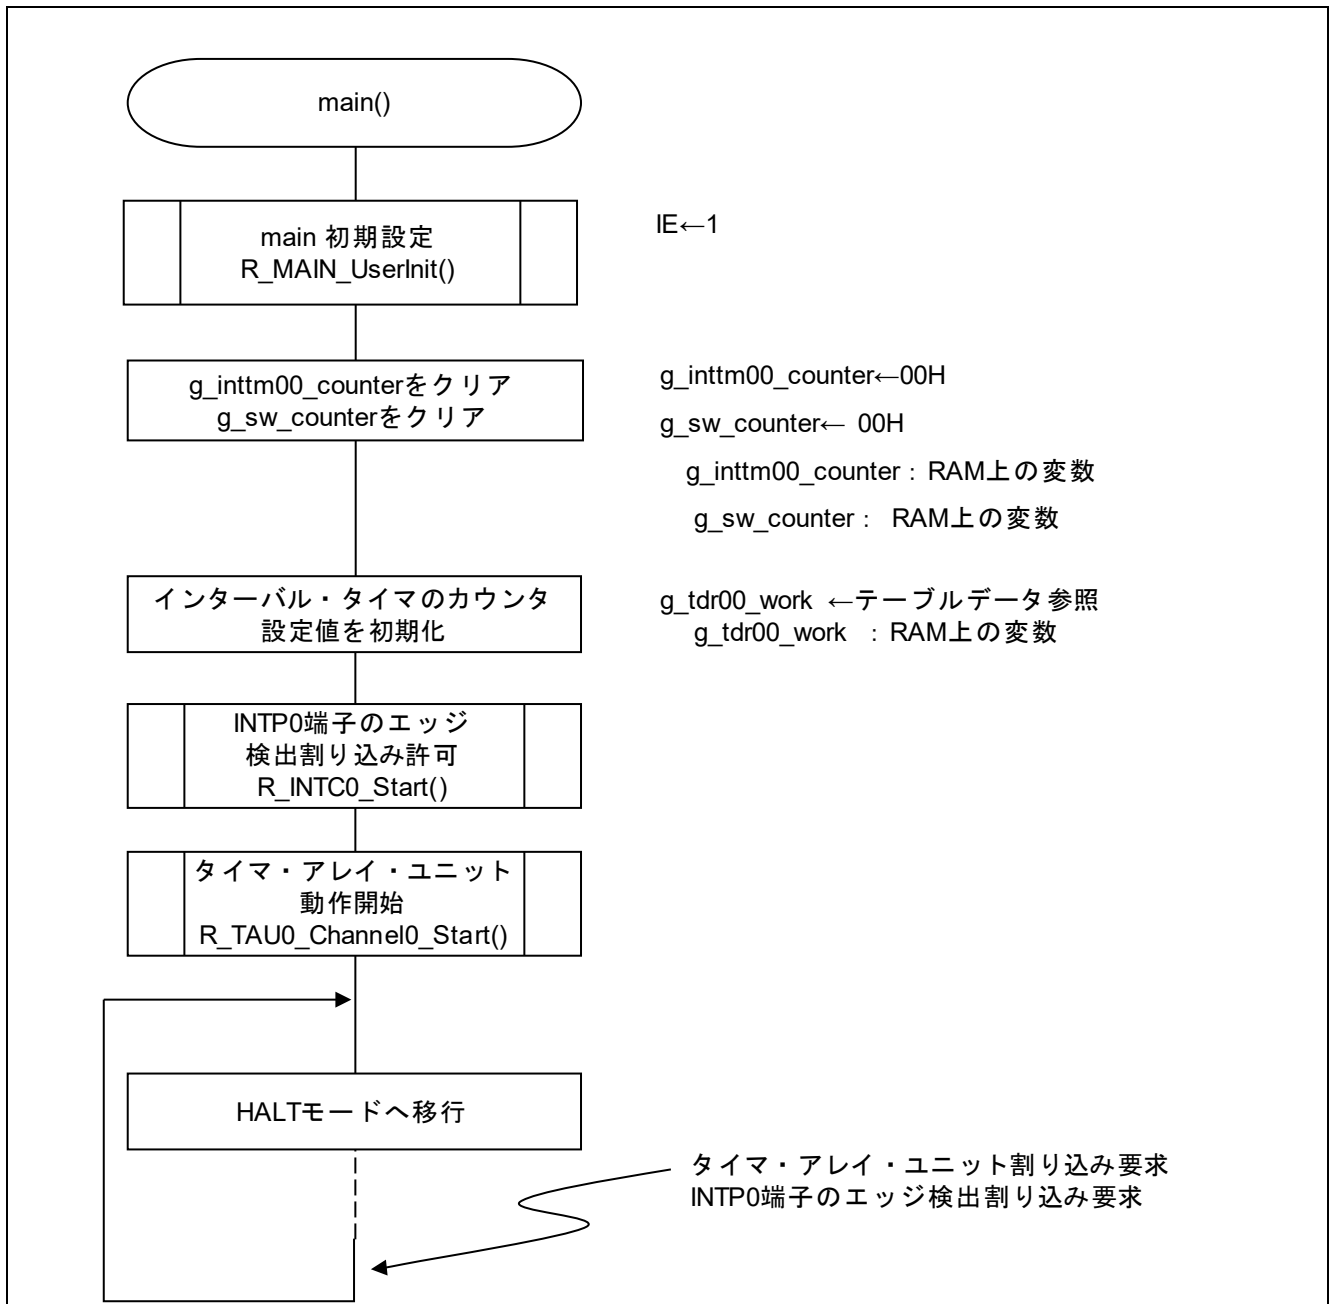 main()
main 初期設定
R_MAIN_UserInit()
IE←1
g_inttm00_counterをクリア
g_sw_counterをクリア
g_inttm00_counter←00H
g_sw_counter← 00H
g_inttm00_counter : RAM上の変数
g_sw_counter : RAM上の変数
インターバル・タイマのカウンタ
設定値を初期化
g_tdr00_work ←テーブルデータ参照
g_tdr00_work : RAM上の変数
INTP0端子のエッジ
検出割り込み許可
R_INTC0_Start()
タイマ・アレイ・ユニット
動作開始
R_TAU0_Channel0_Start()
HALTモードへ移行
タイマ・アレイ・ユニット割り込み要求
INTP0端子のエッジ検出割り込み要求